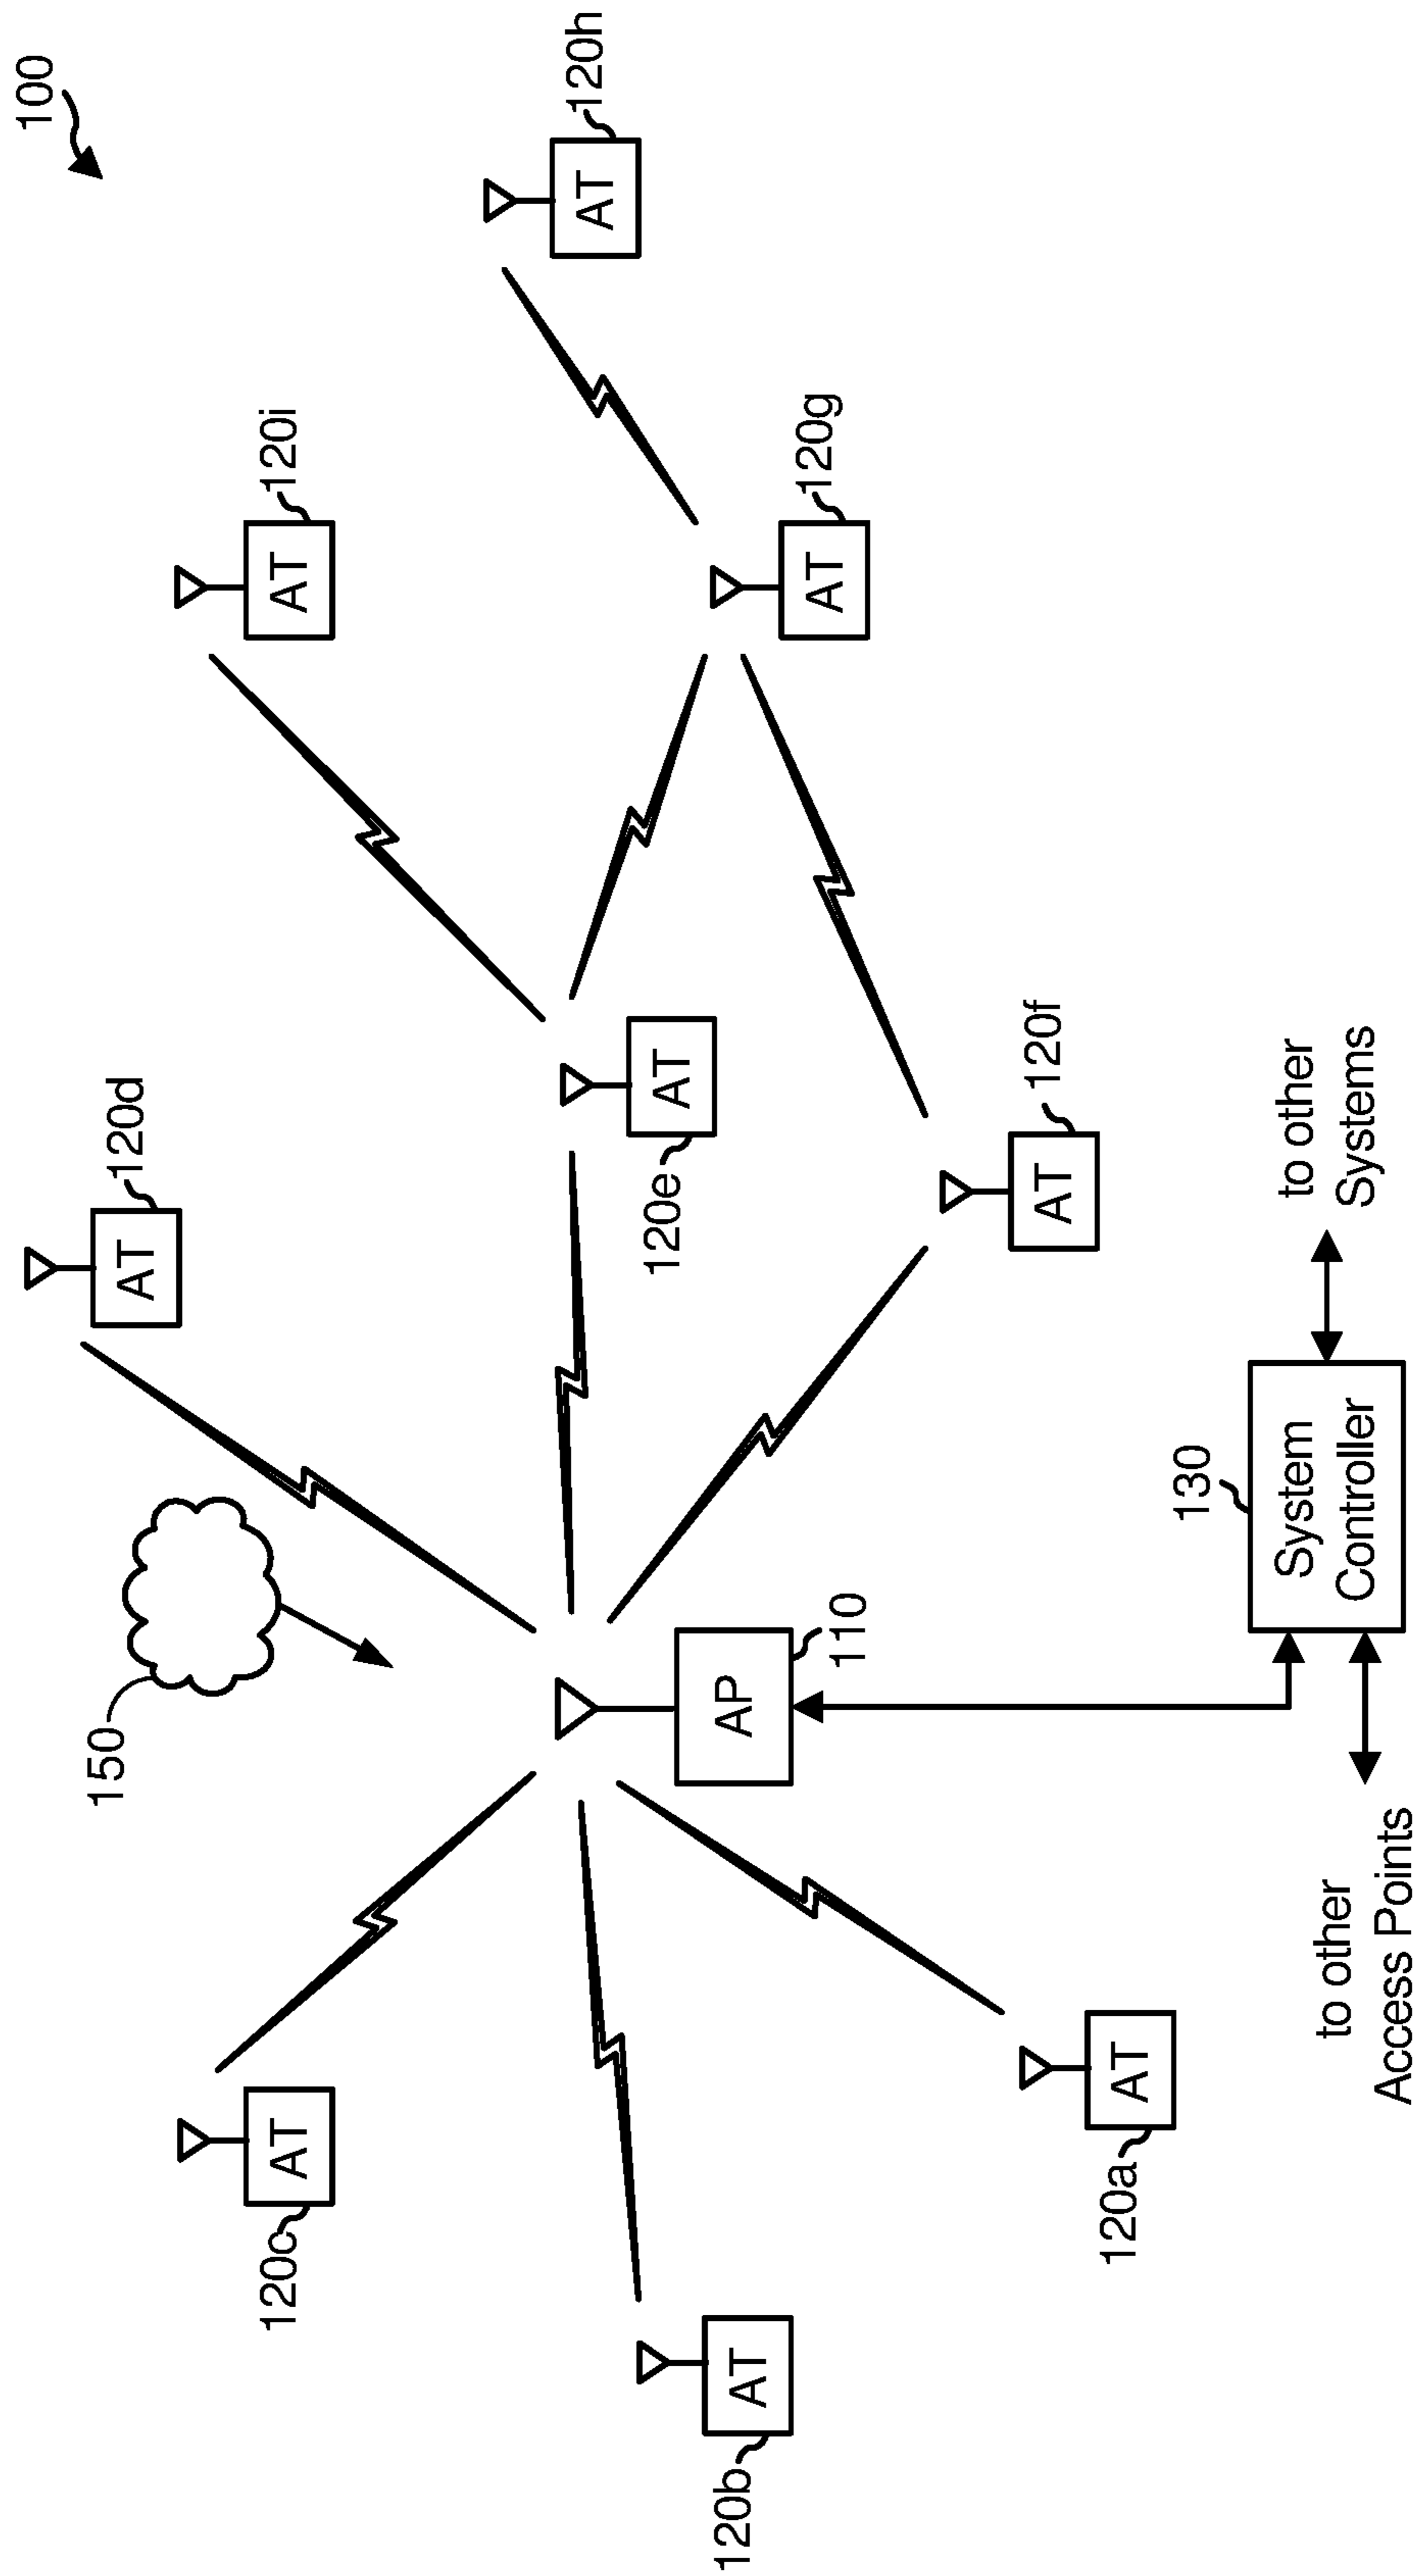 100
120h
AT
120i
AT
120g
AT
120d
AT
120e
AT
120f
AT
150
AP
110
120c
AT
120b
AT
120a
AT
130
System
Controller
to other
Systems
to other
Access Points